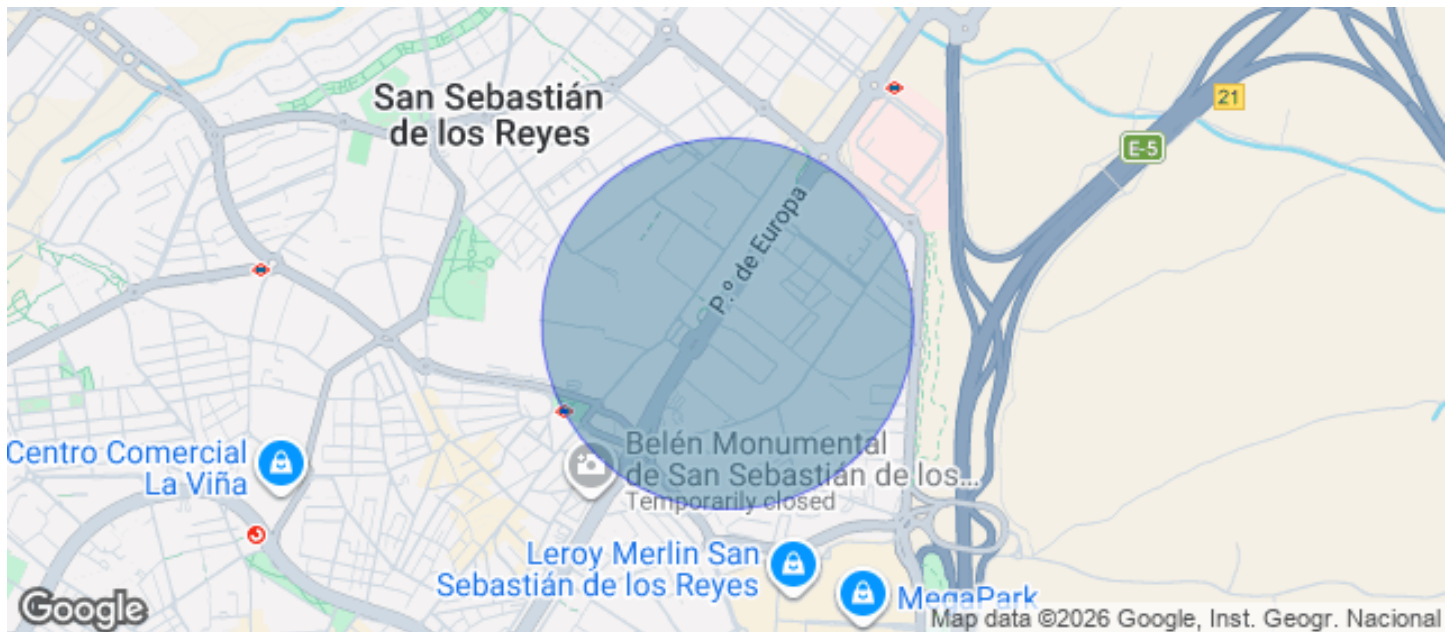 San Sebastián
de los Reyes
21
E-5
P.º de Europa
Centro Comercial
La Viña
Belén Monumental
de San Sebastián de los...
Temporarily closed
Leroy Merlin San
Sebastián de los Reyes
MegaPark
Google
Map data ©2026 Google, Inst. Geogr. Nacional